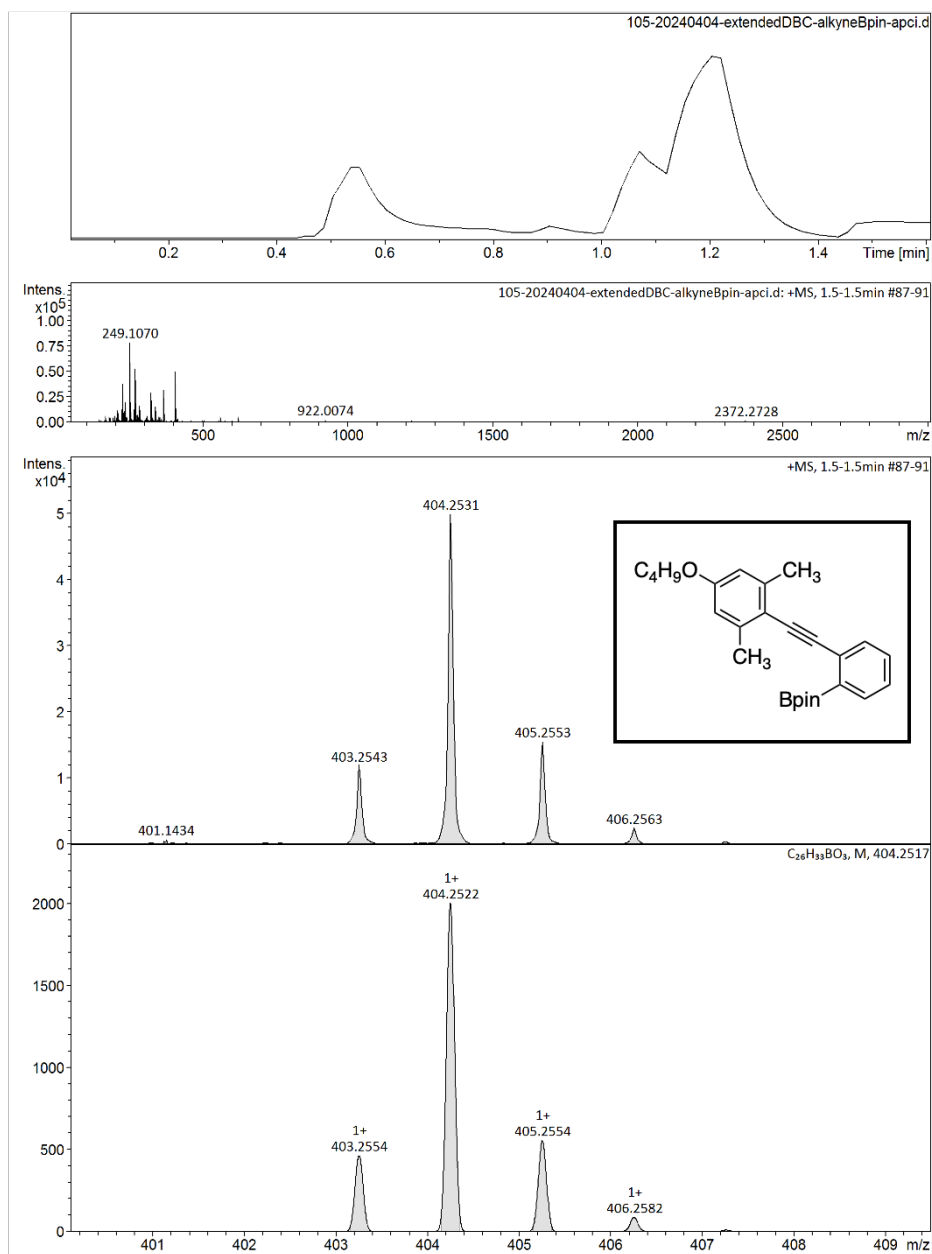 105-20240404-extendedDBC-alkyneBpin-apci.d
0.2 0.4 0.6 0.8 1.0 1.2 1.4 Time [min]
Intens.
x10⁵
105-20240404-extendedDBC-alkyneBpin-apci.d: +MS, 1.5-1.5min #87-91
1.00
249.1070
0.75
0.50
0.25
922.0074
2372.2728
0.00
500 1000 1500 2000 2500 m/z
Intens.
x10⁴
+MS, 1.5-1.5min #87-91
404.2531
5
C₄H₉O
CH₃
4
CH₃
3
Bpin
2
405.2553
403.2543
1
406.2563
401.1434
0
C₂₆H₃₃BO₃, M, 404.2517
1+
404.2522
2000
1500
1000
1+
403.2554
1+
405.2554
500
1+
406.2582
0
401 402 403 404 405 406 407 408 409 m/z